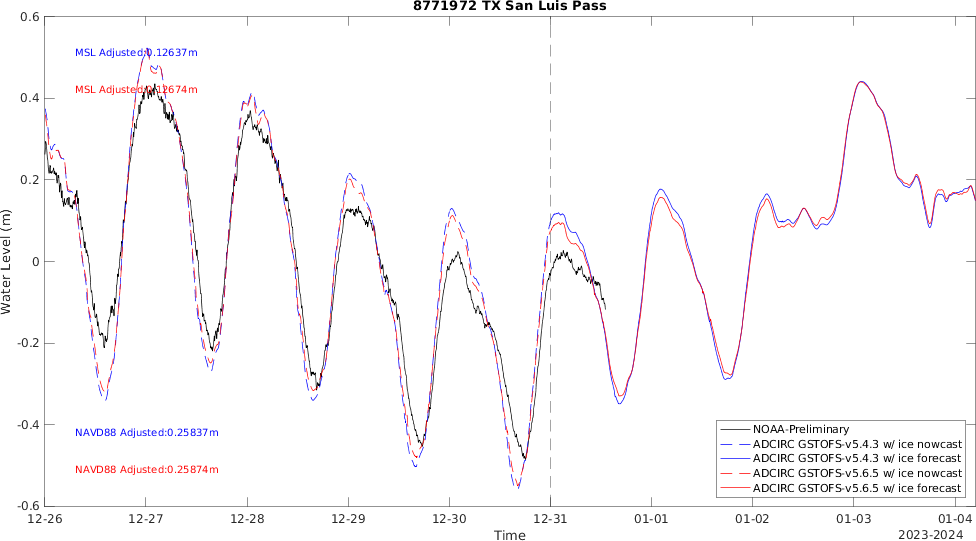 8771972 TX San Luis Pass
Water Level (m)
0.6
0.4
0.2
0
-0.2
-0.4
-0.6
MSL Adjusted:0.12637m
MSL Adjusted:0.12674m
NAVD88 Adjusted:0.25837m
NAVD88 Adjusted:0.25874m
NOAA-Preliminary
ADCIRC GSTOFS-v5.4.3 w/ ice nowcast
ADCIRC GSTOFS-v5.4.3 w/ ice forecast
ADCIRC GSTOFS-v5.6.5 w/ ice nowcast
ADCIRC GSTOFS-v5.6.5 w/ ice forecast
12-26 12-27 12-28 12-29 12-30 12-31 01-01 01-02 01-03 01-04
Time
2023-2024